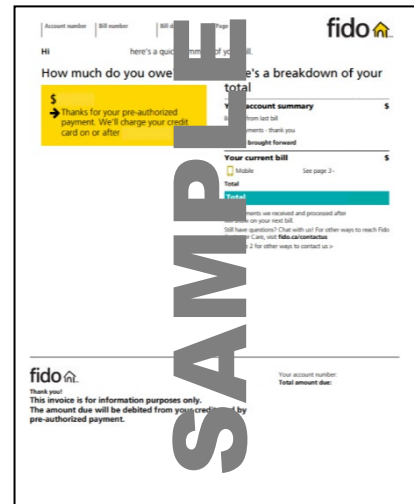 Account number Bill number Page
fido
Hi here's a quick of your bill.
How much do you owe
breakdown of your
total
$
account summary $
from last bill
- thank you
brought forward
Thanks for your pre-authorized
payment. We'll charge your credit
card on or after
Your current bill $
Mobile See page 3
Total
Total
we received and processed after
on your next bill.
Still have questions? Chat with us! For other ways to reach Fido
Care, visit fido.ca/contactus
2 for other ways to contact us >
SAMPLE
fido
Thank you!
This invoice is for information purposes only.
The amount due will be debited from your by
pre-authorized payment.
Your account number:
Total amount due: